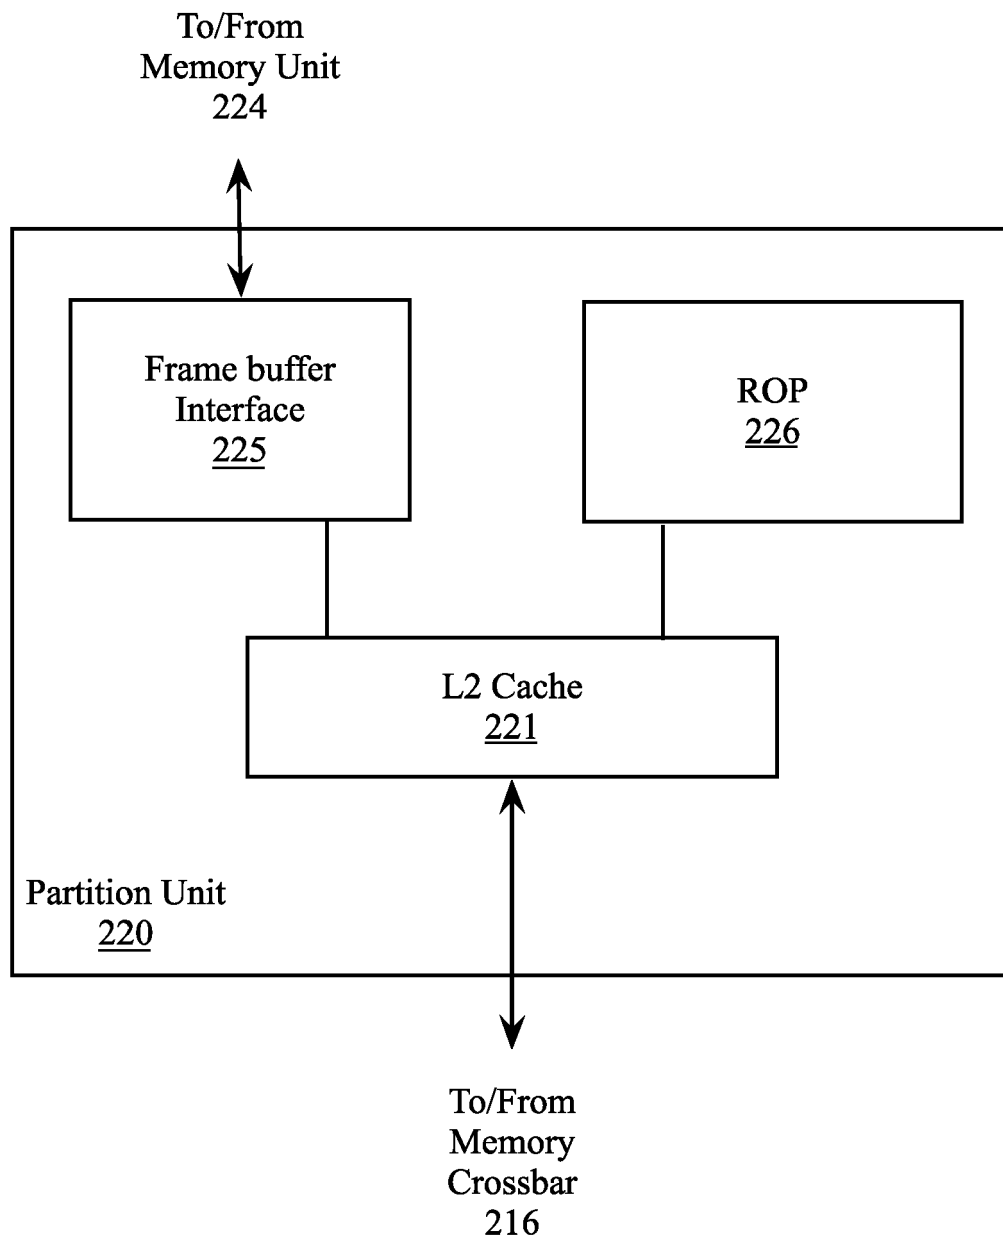 To/From
Memory Unit
224
Frame buffer
Interface
225
ROP
226
L2 Cache
221
Partition Unit
220
To/From
Memory
Crossbar
216